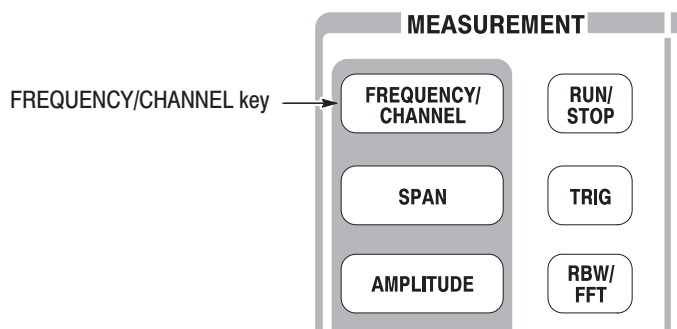 MEASUREMENT
FREQUENCY/CHANNEL key
FREQUENCY/
CHANNEL
RUN/
STOP
SPAN
TRIG
AMPLITUDE
RBW/
FFT